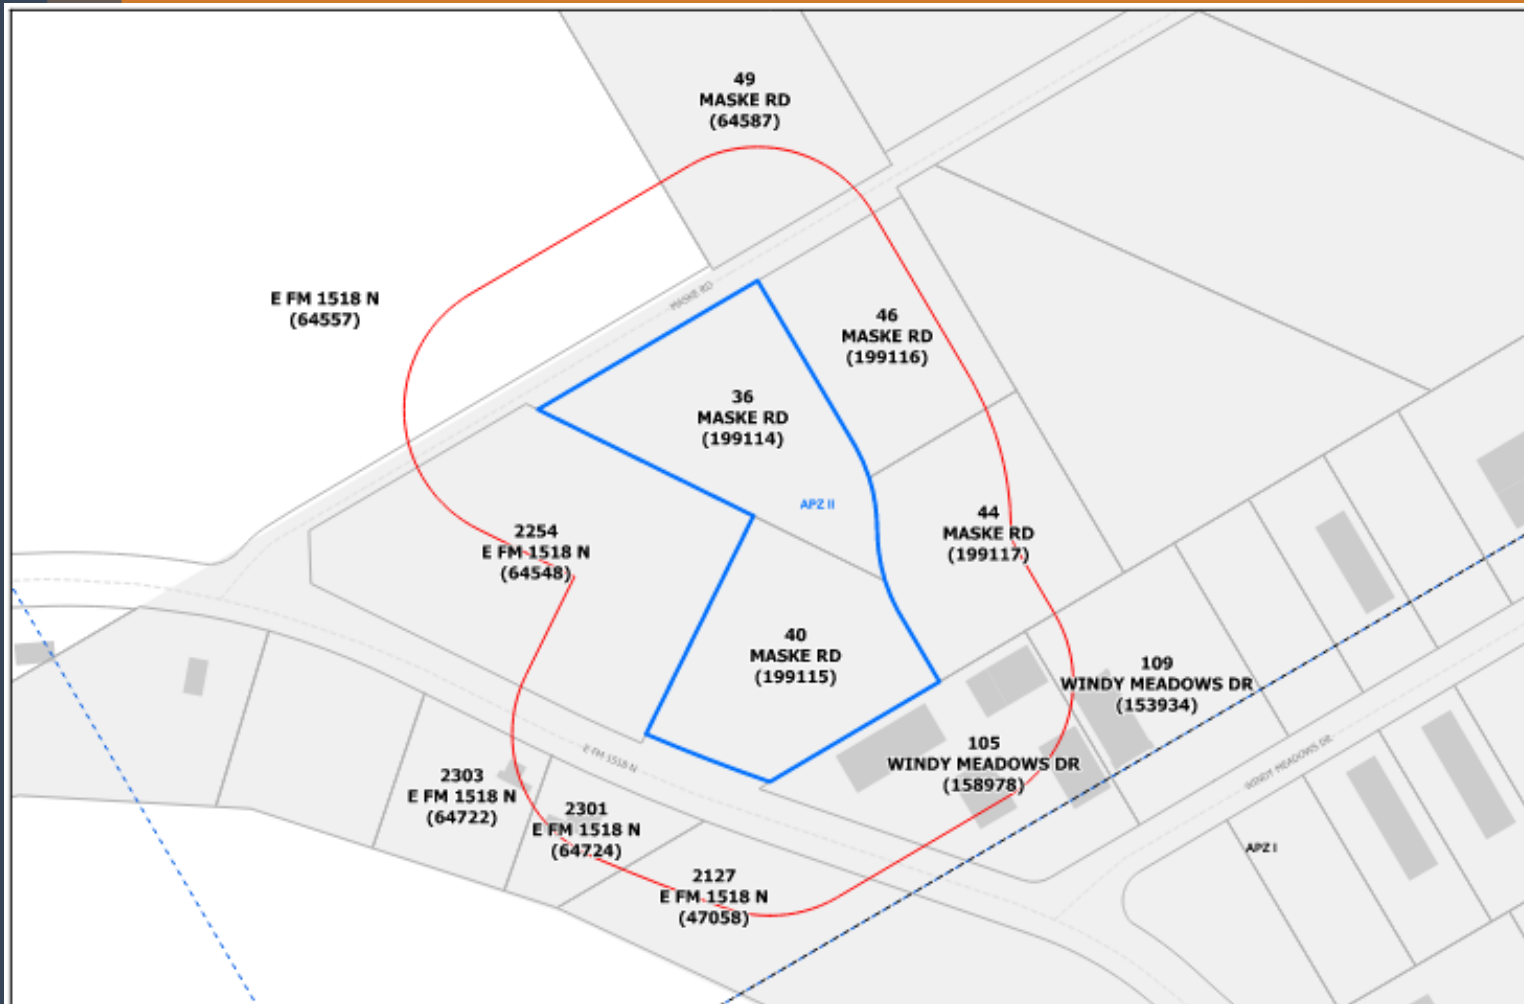 49
MASKE RD
(64587)
MASKE RD
E FM 1518 N
(64557)
46
MASKE RD
(199116)
36
MASKE RD
(199114)
APZ II
44
MASKE RD
(199117)
2254
E FM 1518 N
(64548)
40
MASKE RD
(199115)
109
WINDY MEADOWS DR
(153934)
105
WINDY MEADOWS DR
(158978)
E FM 1518 N
WINDY MEADOWS DR
2303
E FM 1518 N
(64722)
2301
E FM 1518 N
(64724)
APZ I
2127
E FM 1518 N
(47058)